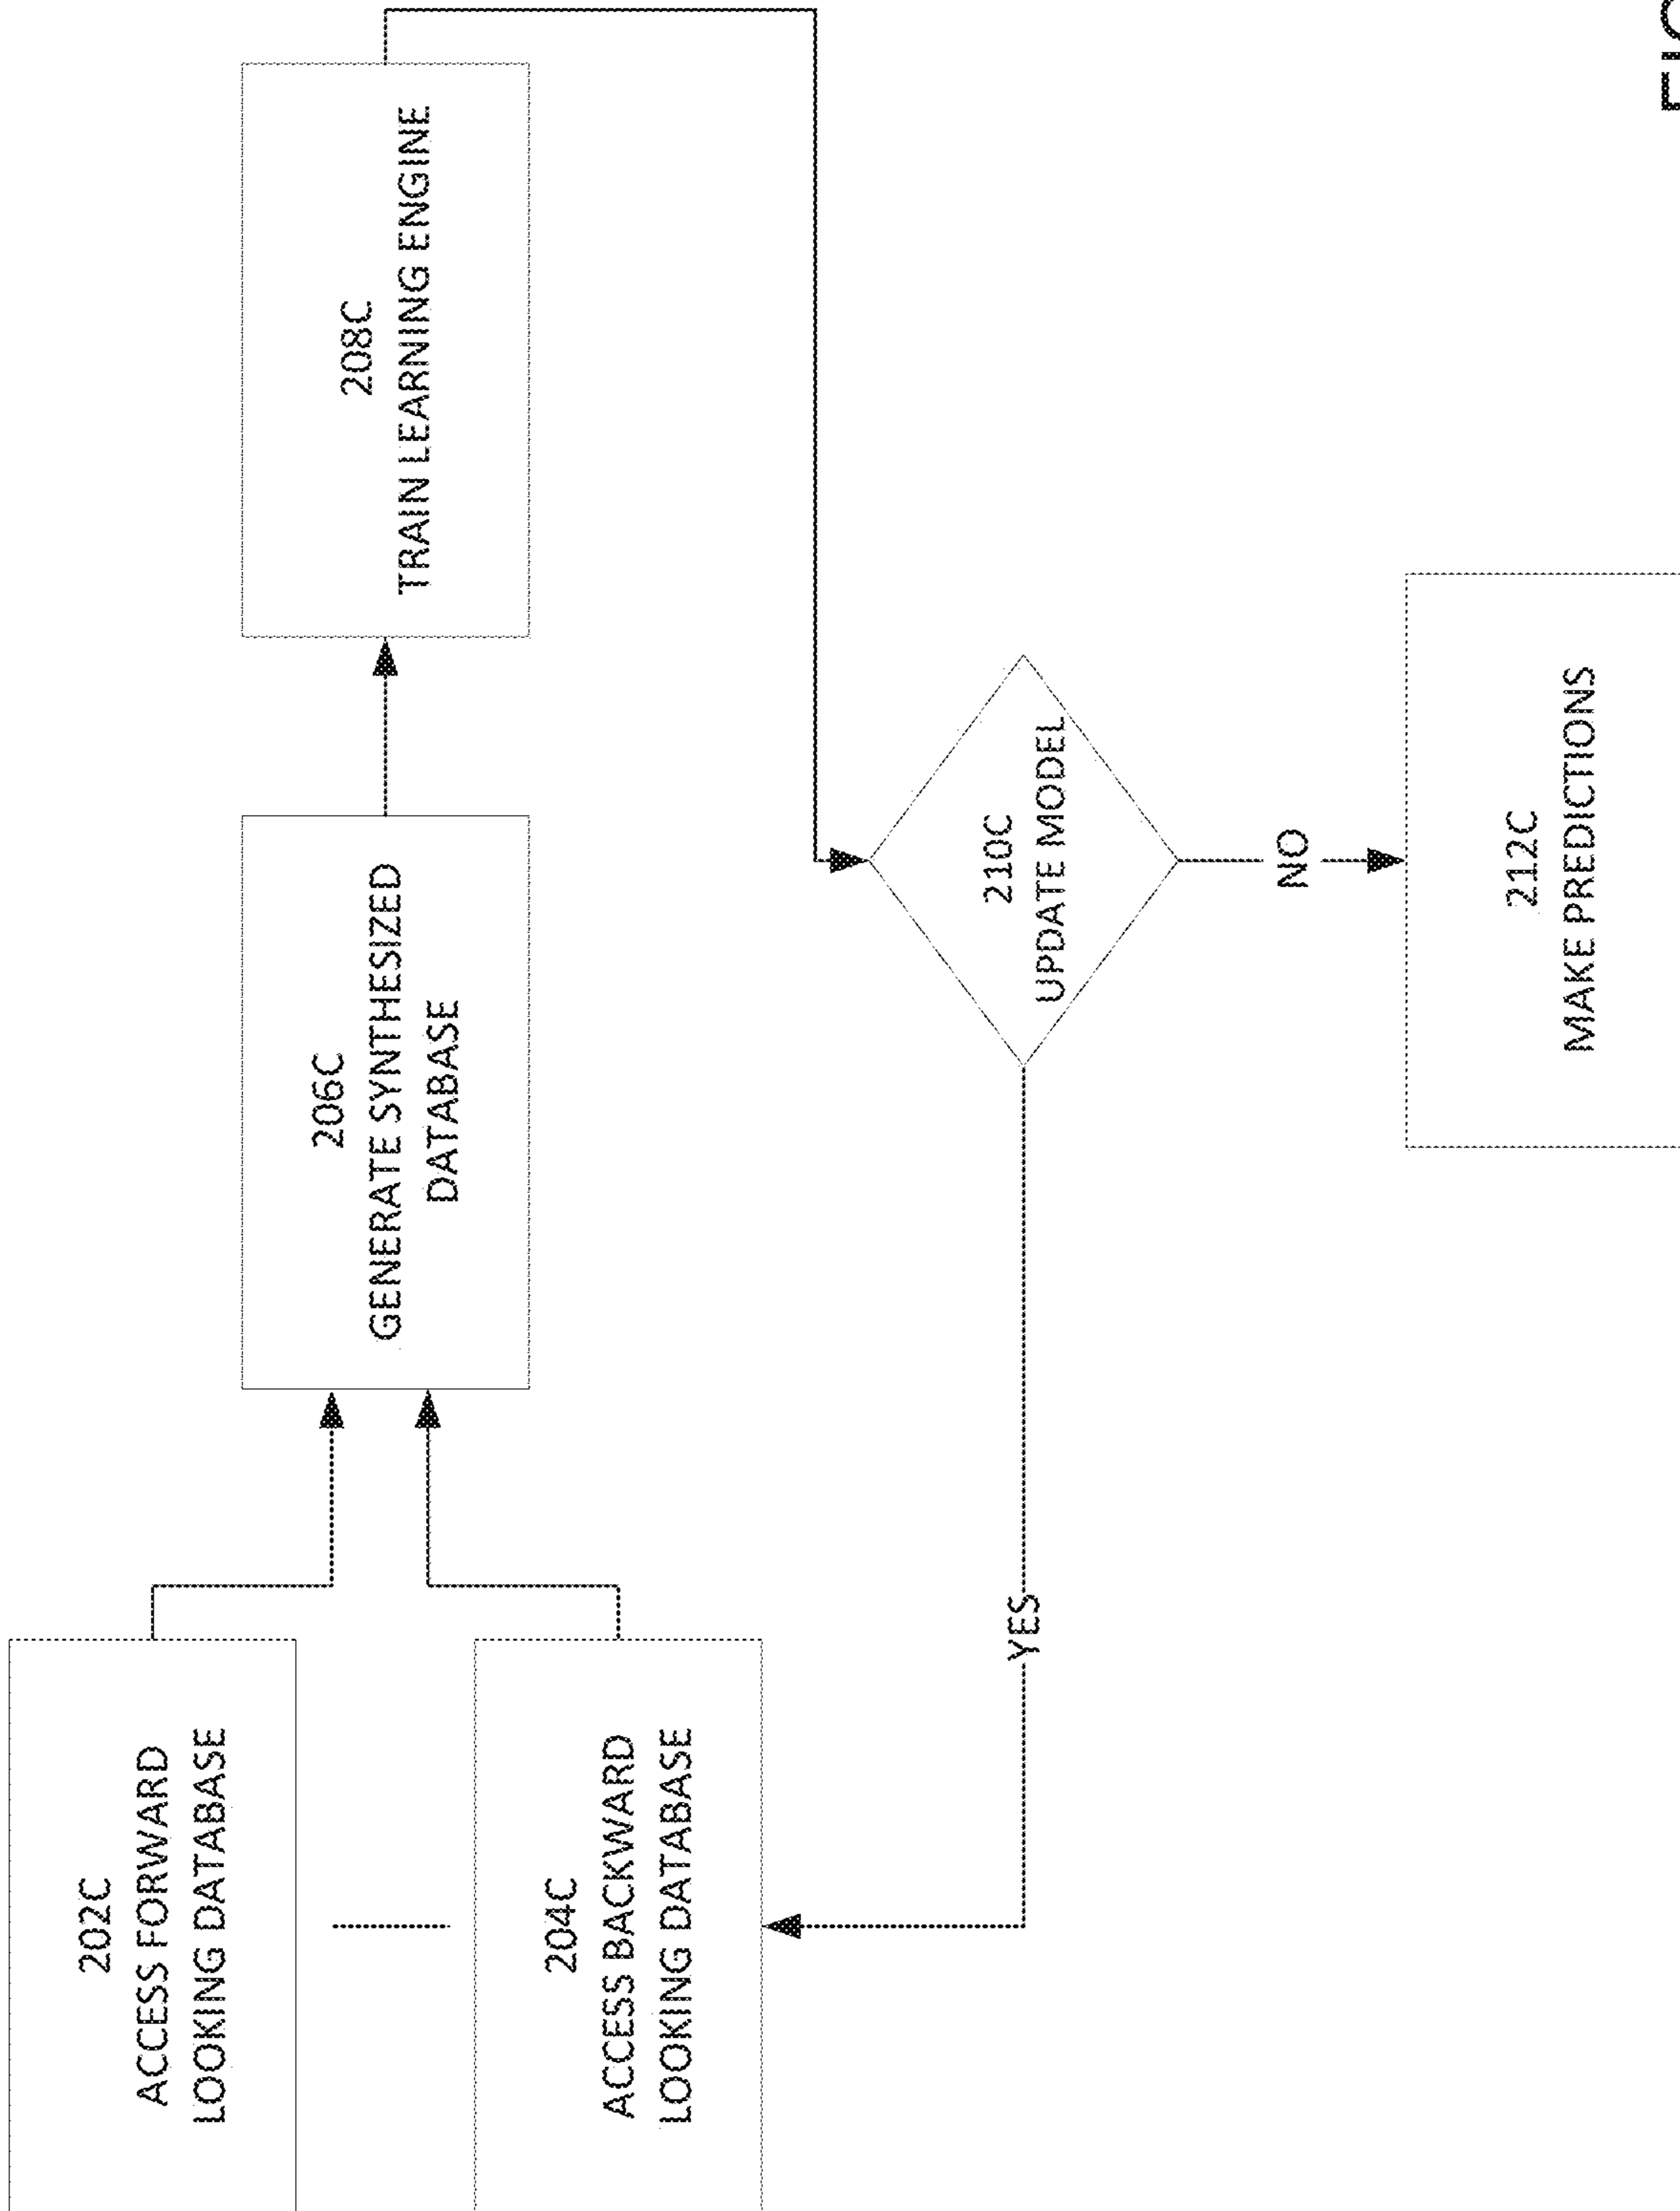 202C
ACCESS FORWARD
LOOKING DATABASE
204C
ACCESS BACKWARD
LOOKING DATABASE
206C
GENERATE SYNTHESIZED
DATABASE
208C
TRAIN LEARNING ENGINE
210C
UPDATE MODEL
YES
NO
212C
MAKE PREDICTIONS